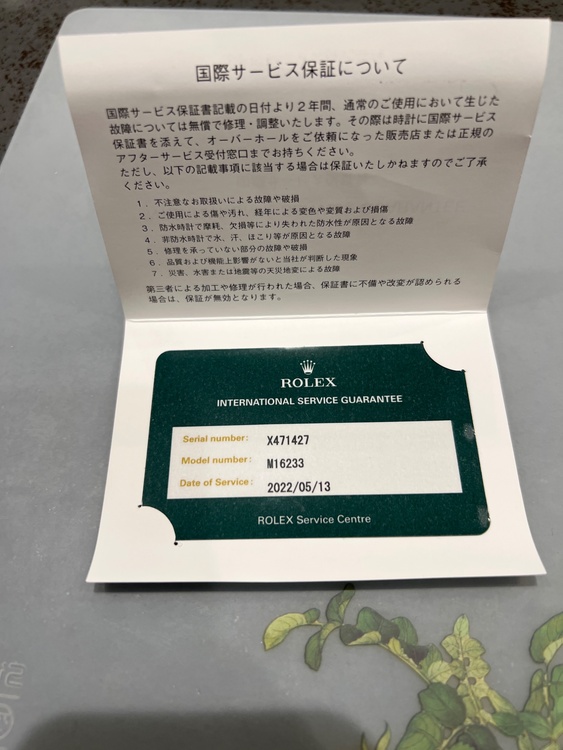 国際サービス保証について
国際サービス保証書記載の日付より２年間、通常のご使用において生じた
故障については無償で修理・調整いたします。その際は時計に国際サービス
保証書を添えて、オーバーホールをご依頼になった販売店または正規の
アフターサービス受付窓口までお持ちください。
ただし、以下の記載事項に該当する場合は保証いたしかねますのでご了承
ください。
１．不注意なお取扱いによる故障や破損
２．ご使用による傷や汚れ、経年による変色や変質および損傷
３．防水時計で摩耗、欠損等により失われた防水性が原因となる故障
４．非防水時計で水、汗、ほこり等が原因となる故障
５．修理を承っていない部分の故障や破損
６．品質および機能上影響がないと当社が判断した現象
７．災害、水害または地震等の天災地変による故障
第三者による加工や修理が行われた場合、保証書に不備や改変が認められる
場合は、保証が無効となります。
ROLEX
INTERNATIONAL SERVICE GUARANTEE
Serial number: X471427
Model number: M16233
Date of Service: 2022/05/13
ROLEX Service Centre